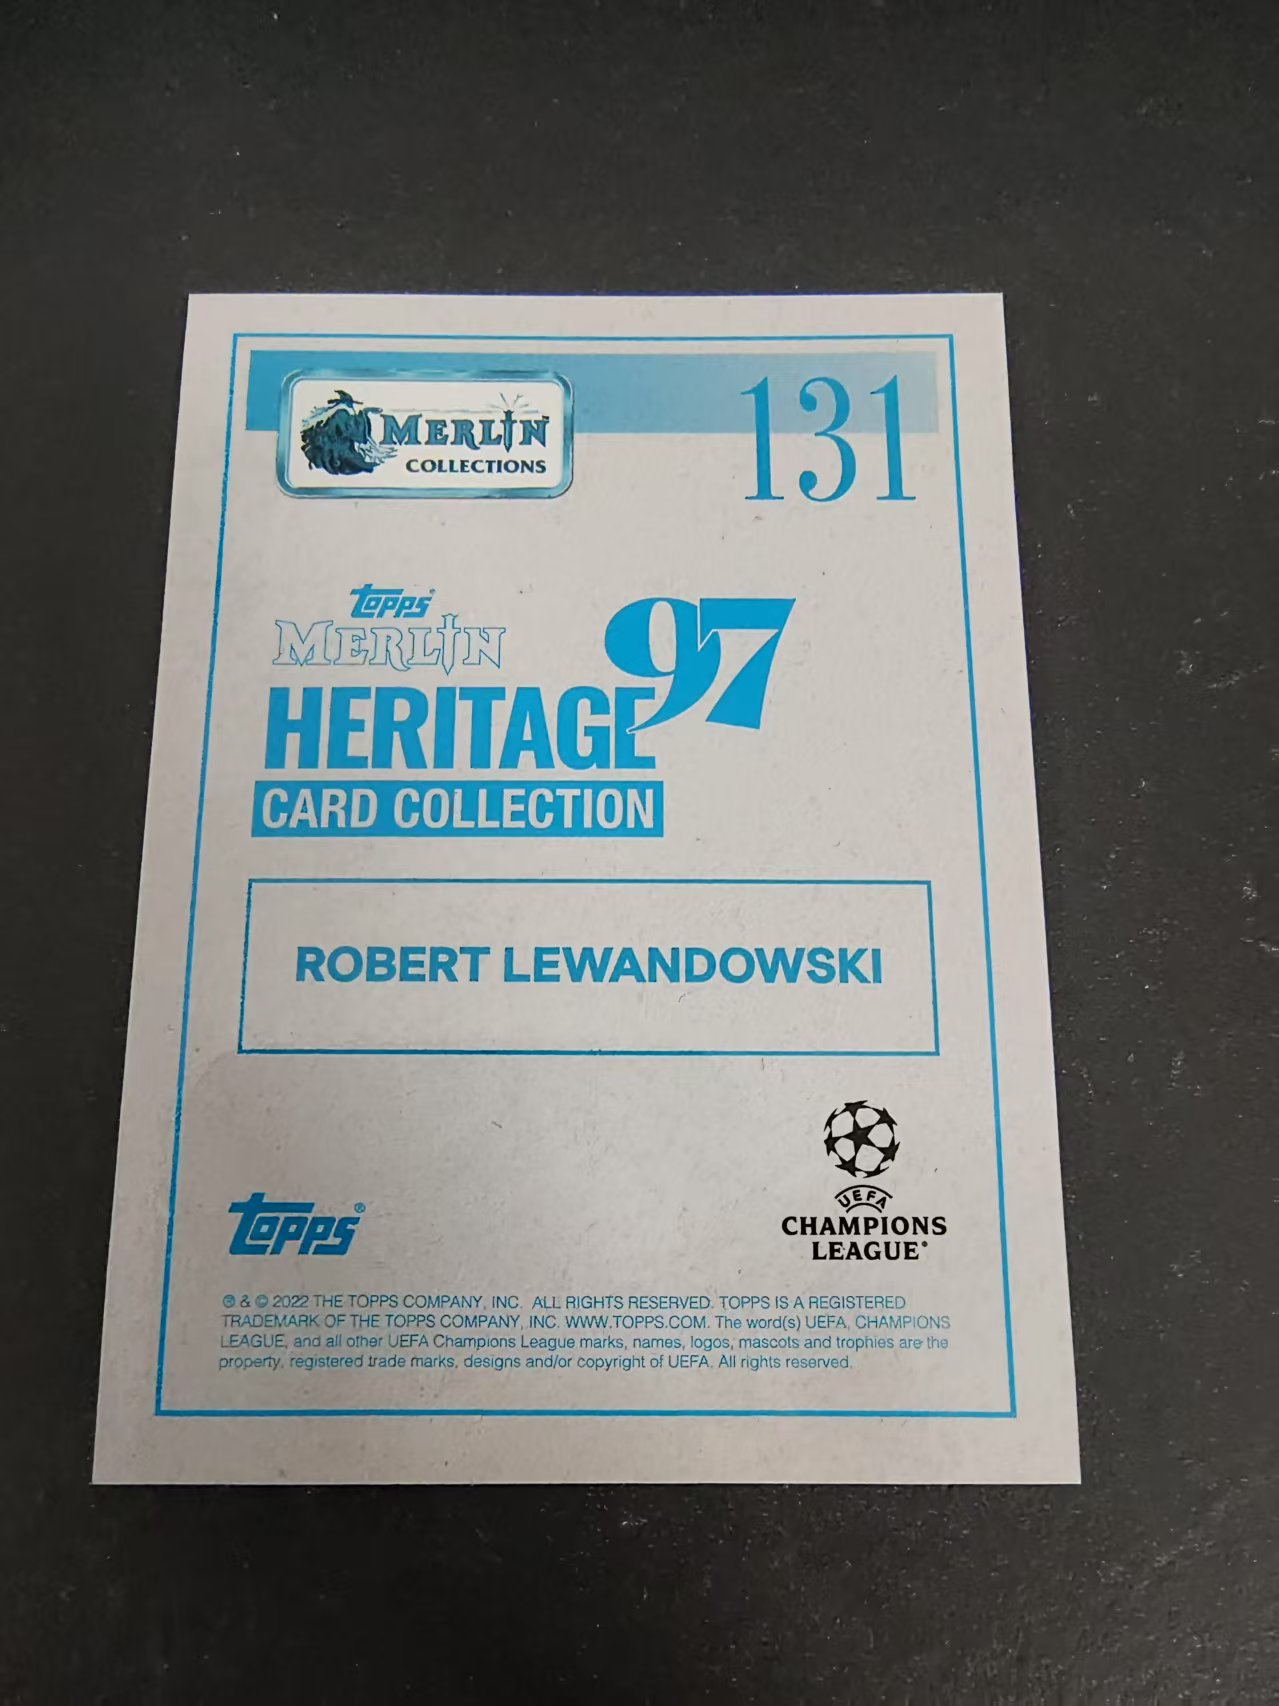 MERLIN
COLLECTIONS
131
topps
MERLIN
HERITAGE 97
CARD COLLECTION
ROBERT LEWANDOWSKI
topps®
UEFA
CHAMPIONS
LEAGUE®
® & © 2022 THE TOPPS COMPANY, INC. ALL RIGHTS RESERVED. TOPPS IS A REGISTERED
TRADEMARK OF THE TOPPS COMPANY, INC. WWW.TOPPS.COM. The word(s) UEFA, CHAMPIONS
LEAGUE, and all other UEFA Champions League marks, names, logos, mascots and trophies are the
property, registered trade marks, designs and/or copyright of UEFA. All rights reserved.